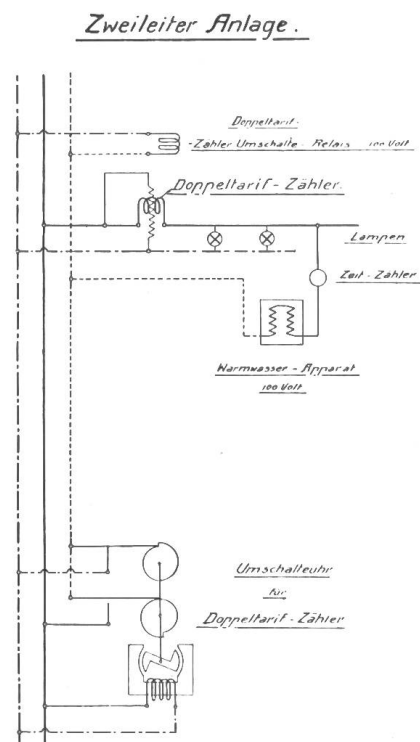 Zweileiter Anlage.
Doppeltarif-
-Zähler Umschalte-Relais 100 Volt
Doppeltarif-Zähler.
Lampen
Zeit-Zähler
Warmwasser-Apparat
100 Volt
Umschalteuhr
für
Doppeltarif-Zähler